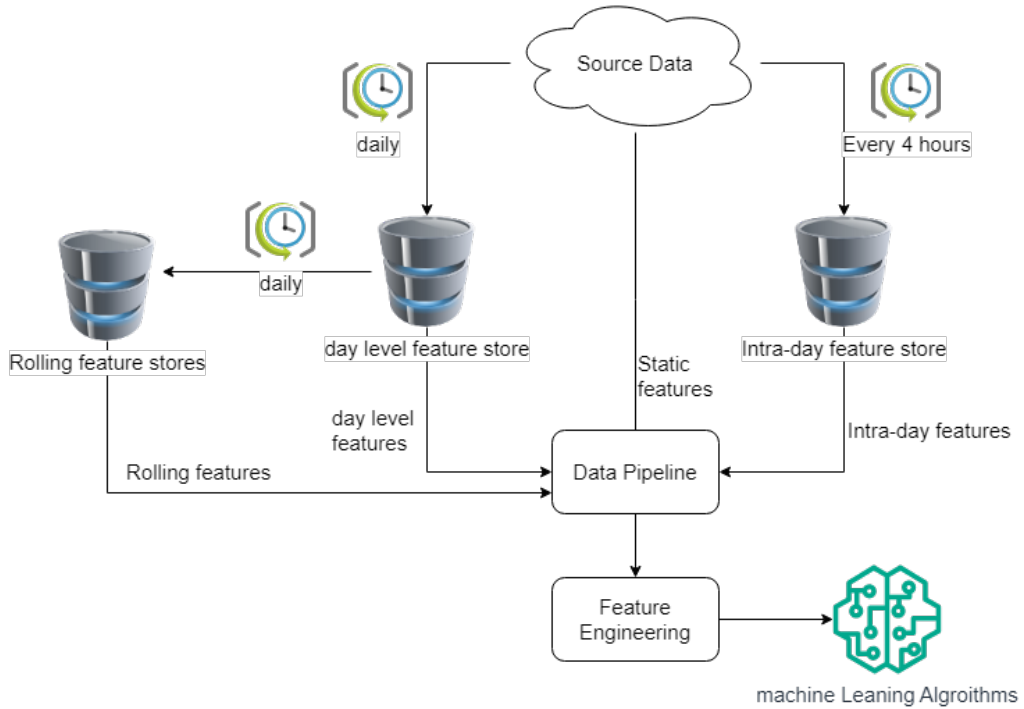 Source Data
daily
Every 4 hours
daily
Rolling feature stores
day level feature store
Intra-day feature store
Static
features
day level
features
Intra-day features
Rolling features
Data Pipeline
Feature
Engineering
machine Leaning Algroithms